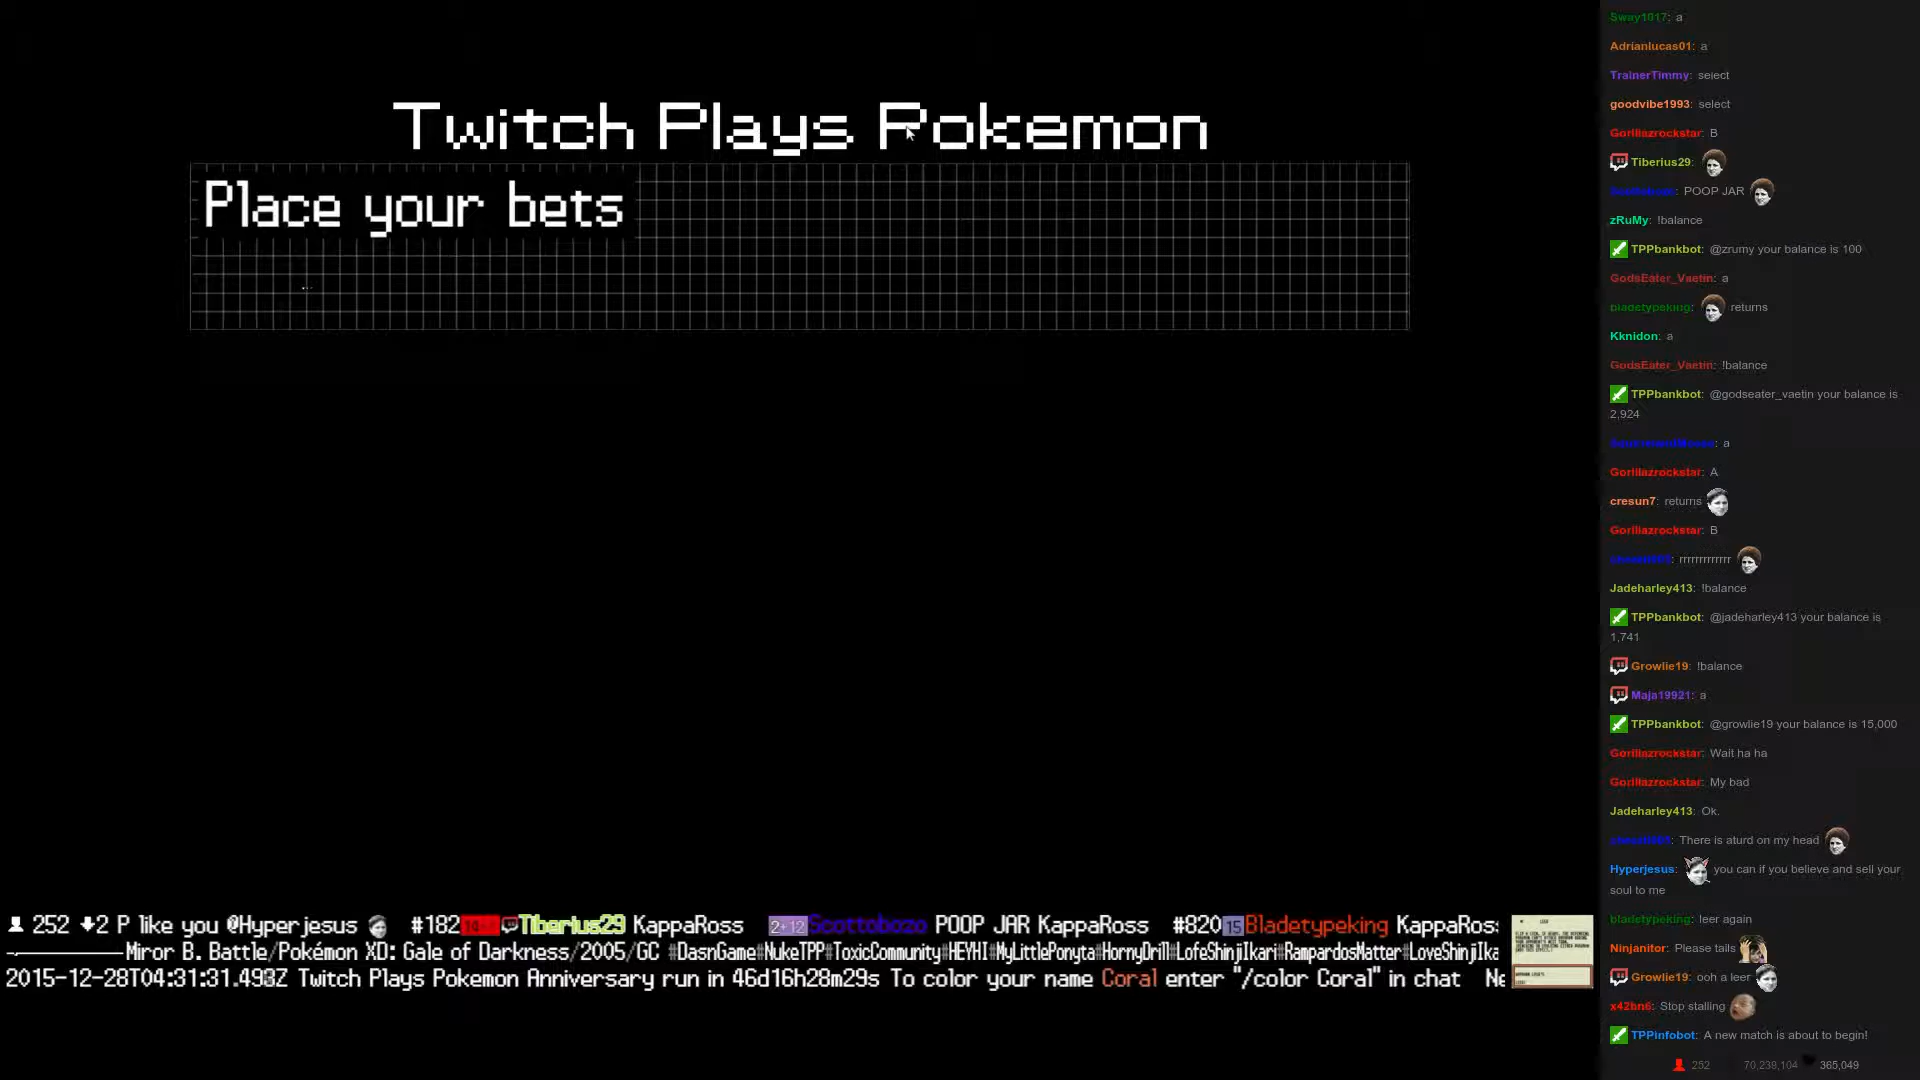 Twitch Plays Pokemon
Place your bets
252 2 P like you @Hyperjesus #182 Tiberius29 KappaRoss 2+12 Scottobozo POOP JAR KappaRoss #820 15 Bladetypeking KappaRos
Miror B. Battle/Pokémon XD: Gale of Darkness/2005/GC #DasnGame#NukeTPP#ToxicCommunity#HEYHI#MyLittlePonyta#HornyDrill#LofeShinjiIkari#RampardosMatter#LoveShinjiIka
2015-12-28T04:31:31.498Z Twitch Plays Pokemon Anniversary run in 46d16h28m29s To color your name Coral enter "/color Coral" in chat Ne
Sway1017: a
Adrianlucas01: a
TrainerTimmy: select
goodvibe1993: select
Gorillazrockstar: B
Tiberius29:
: POOP JAR
zRuMy: !balance
TPPbankbot: @zrumy your balance is 100
GodsEater_Vaetin: a
bladetypeking: returns
Kknidon: a
GodsEater_Vaetin: !balance
TPPbankbot: @godseater_vaetin your balance is
2,924
: a
Gorillazrockstar: A
cresun7: returns
Gorillazrockstar: B
: rrrrrrrrrrrrr
Jadeharley413: !balance
TPPbankbot: @jadeharley413 your balance is
1,741
Growlie19: !balance
Maja19921: a
TPPbankbot: @growlie19 your balance is 15,000
Gorillazrockstar: Wait ha ha
Gorillazrockstar: My bad
Jadeharley413: Ok.
: There is aturd on my head
Hyperjesus: you can if you believe and sell your
soul to me
bladetypeking: leer again
Ninjanitor: Please tails
Growlie19: ooh a leer
x42bn6: Stop stalling
TPPinfobot: A new match is about to begin!
252 70,238,104 365,049